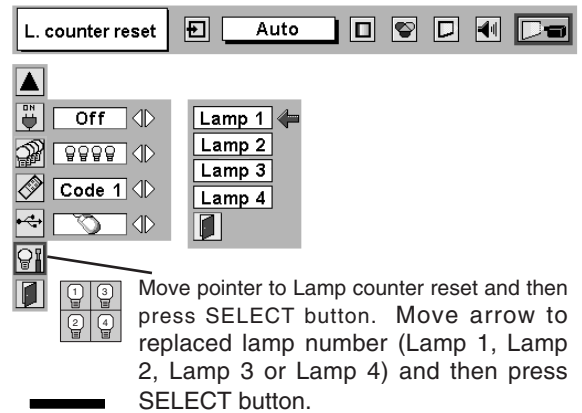 L. counter reset
Auto
ON
Off
Code 1
Lamp 1
Lamp 2
Lamp 3
Lamp 4
1 3
2 4
Move pointer to Lamp counter reset and then
press SELECT button. Move arrow to
replaced lamp number (Lamp 1, Lamp
2, Lamp 3 or Lamp 4) and then press
SELECT button.